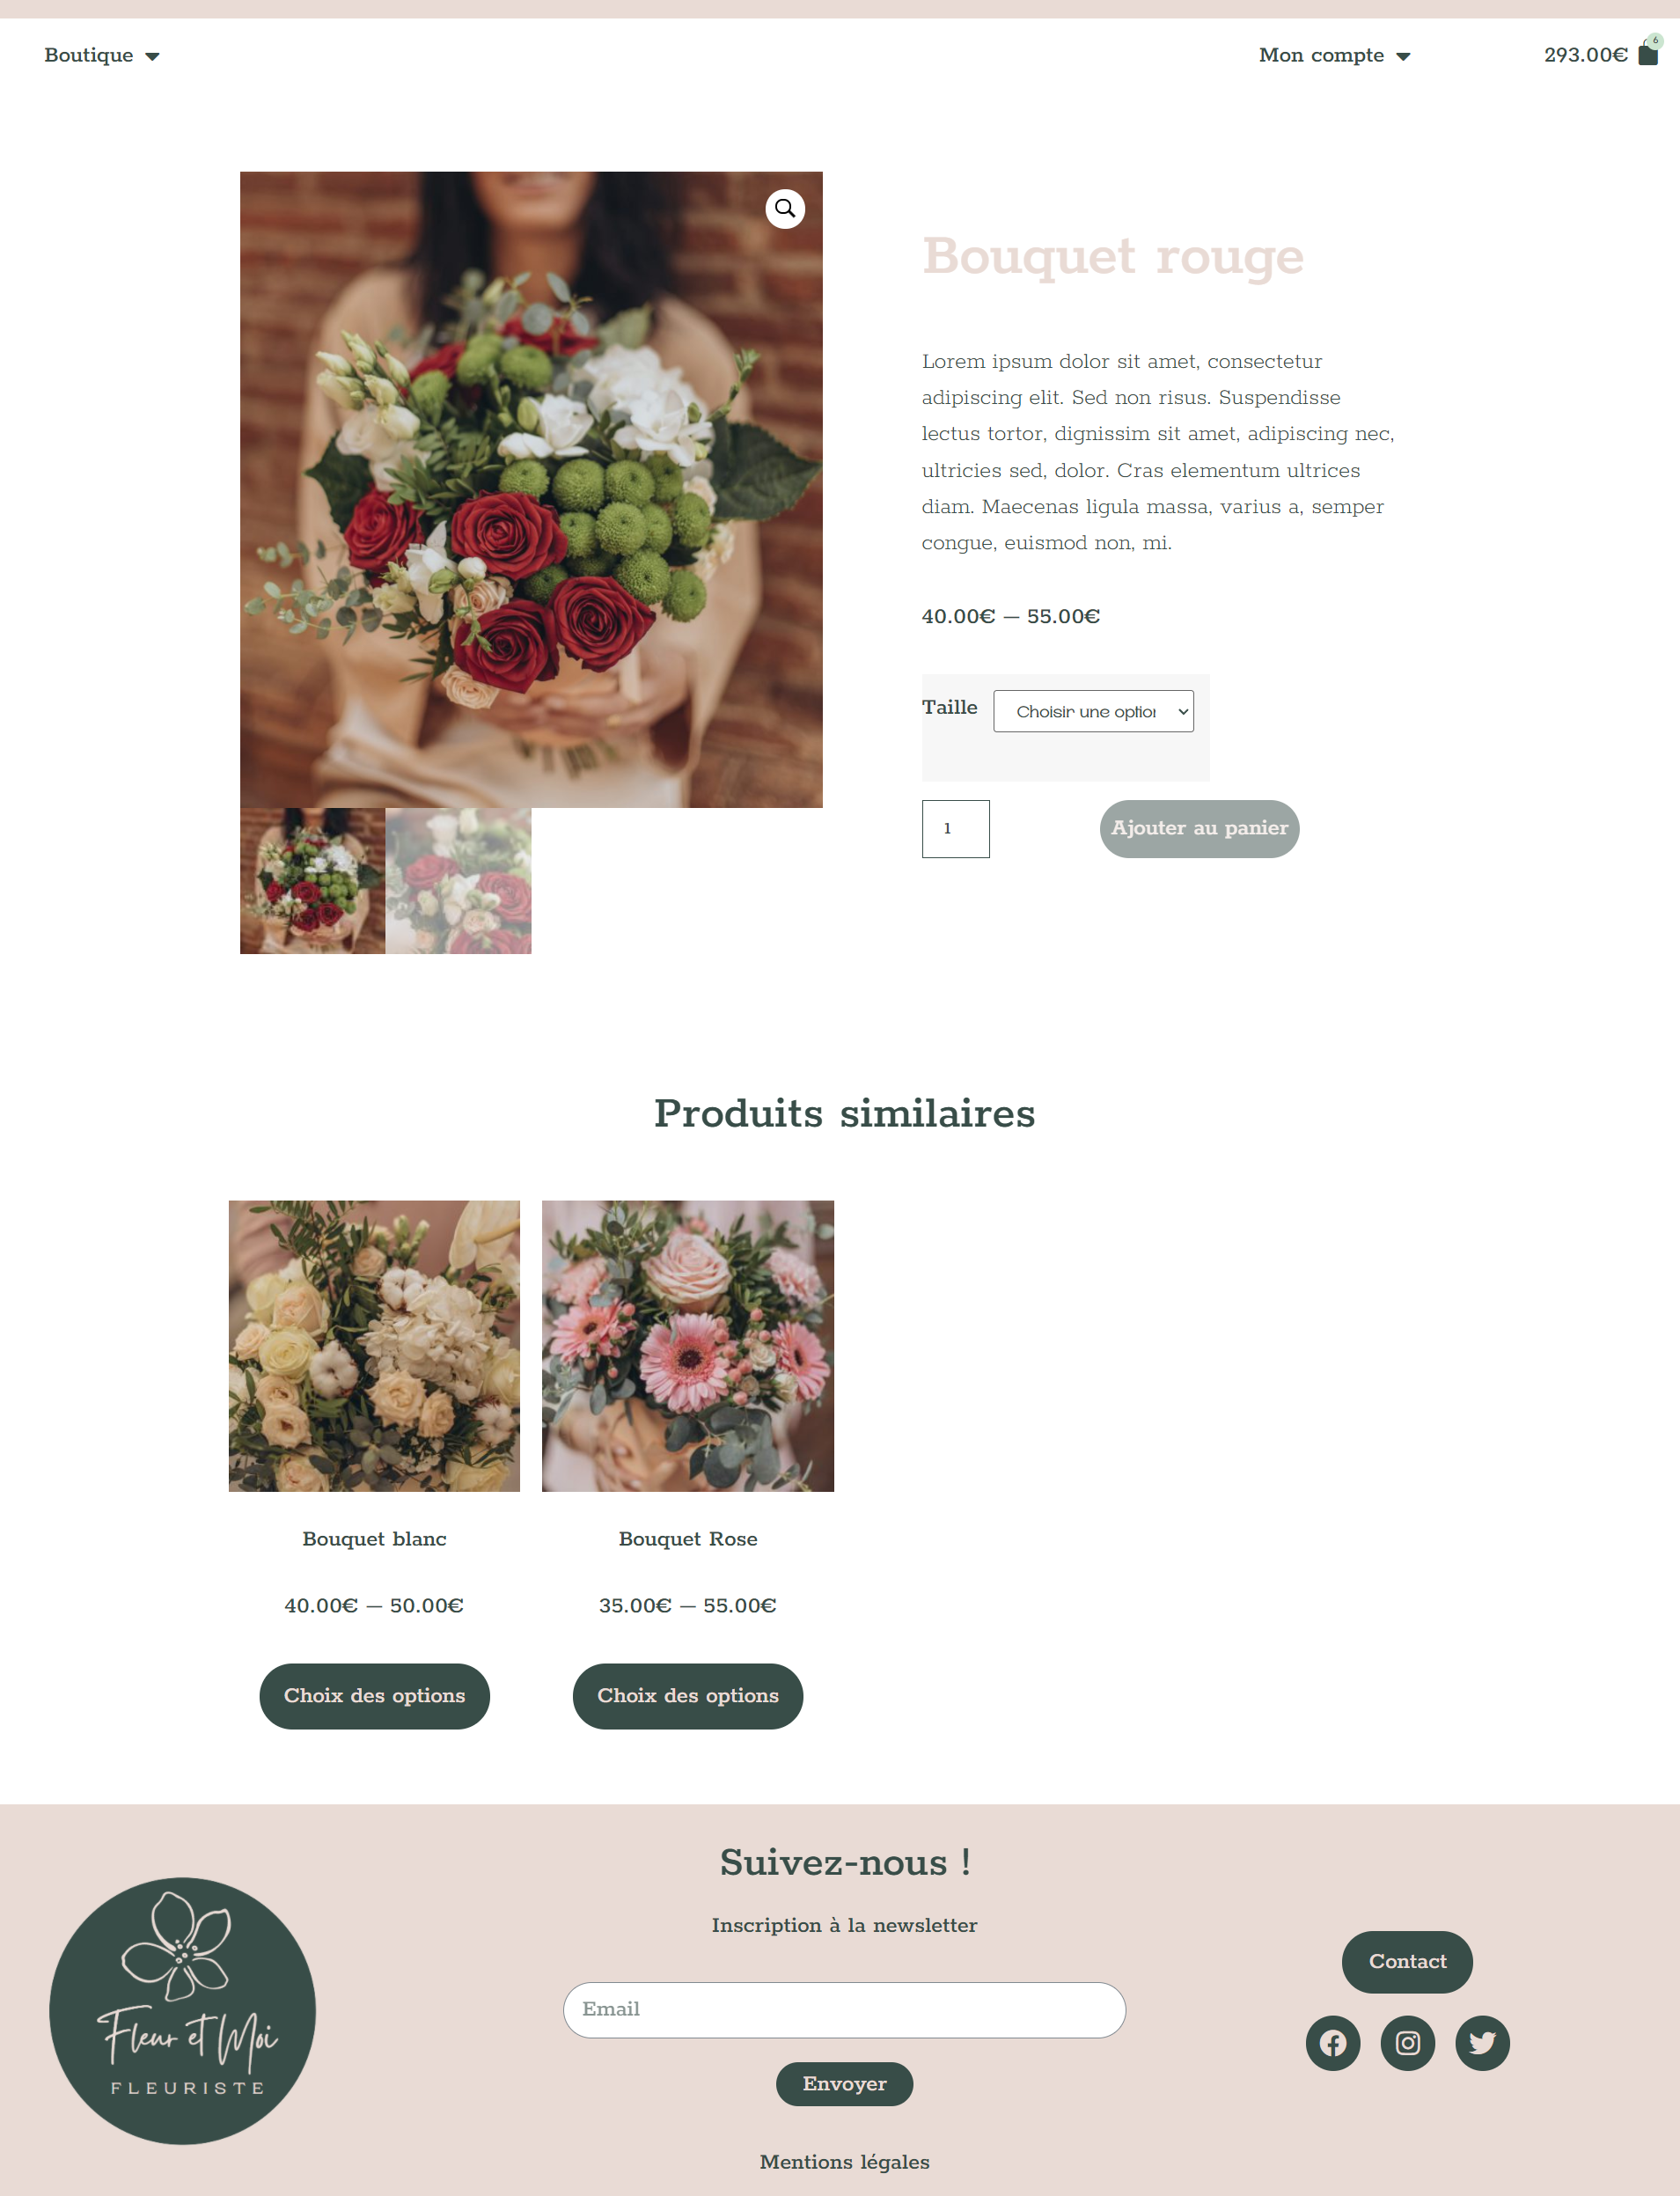 Boutique
Mon compte
293.00€
6
Bouquet rouge
Lorem ipsum dolor sit amet, consectetur
adipiscing elit. Sed non risus. Suspendisse
lectus tortor, dignissim sit amet, adipiscing nec,
ultricies sed, dolor. Cras elementum ultrices
diam. Maecenas ligula massa, varius a, semper
congue, euismod non, mi.
40.00€ – 55.00€
Taille
Choisir une option
1
Ajouter au panier
Produits similaires
Bouquet blanc
40.00€ – 50.00€
Choix des options
Bouquet Rose
35.00€ – 55.00€
Choix des options
Fleur et Moi
FLEURISTE
Suivez-nous !
Inscription à la newsletter
Email
Envoyer
Mentions légales
Contact